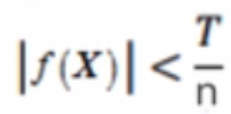 |f(X)| < T/n